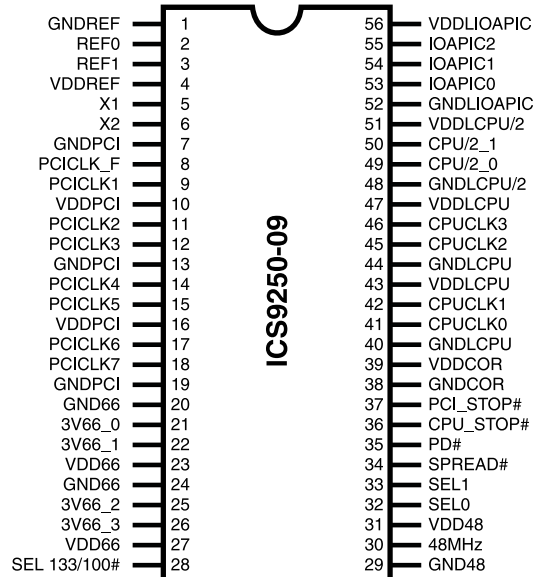 GNDREF 1 56 VDDLIOAPIC
REF0 2 55 IOAPIC2
REF1 3 54 IOAPIC1
VDDREF 4 53 IOAPIC0
X1 5 52 GNDLIOAPIC
X2 6 51 VDDLCPU/2
GNDPCI 7 50 CPU/2_1
PCICLK_F 8 49 CPU/2_0
PCICLK1 9 48 GNDLCPU/2
VDDPCI 10 47 VDDLCPU
PCICLK2 11 46 CPUCLK3
PCICLK3 12 45 CPUCLK2
GNDPCI 13 44 GNDLCPU
PCICLK4 14 43 VDDLCPU
PCICLK5 15 42 CPUCLK1
VDDPCI 16 41 CPUCLK0
PCICLK6 17 40 GNDLCPU
PCICLK7 18 39 VDDCOR
GNDPCI 19 38 GNDCOR
GND66 20 37 PCI_STOP#
3V66_0 21 36 CPU_STOP#
3V66_1 22 35 PD#
VDD66 23 34 SPREAD#
GND66 24 33 SEL1
3V66_2 25 32 SEL0
3V66_3 26 31 VDD48
VDD66 27 30 48MHz
SEL 133/100# 28 29 GND48
ICS9250-09